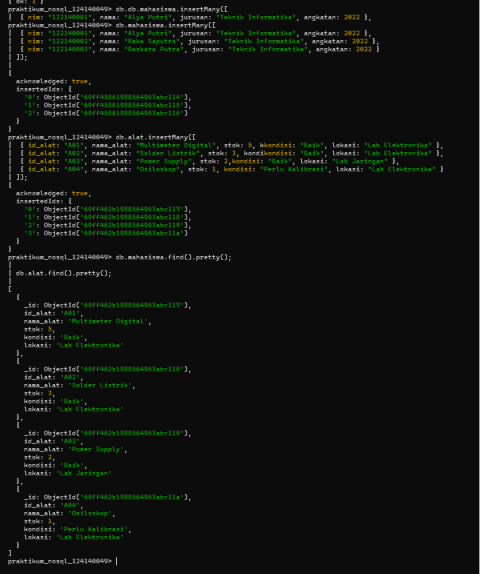 { ok: 1 }
praktikum_nosql_124140049> db.db.mahasiswa.insertMany([
| { nim: "122140001", nama: "Alya Putri", jurusan: "Teknik Informatika", angkatan: 2022 },
praktikum_nosql_124140049> db.mahasiswa.insertMany([
| { nim: "122140001", nama: "Alya Putri", jurusan: "Teknik Informatika", angkatan: 2022 },
| { nim: "122140002", nama: "Raka Saputra", jurusan: "Teknik Informatika", angkatan: 2022 },
| { nim: "122140003", nama: "Baskara Putra", jurusan: "Teknik Informatika", angkatan: 2022 }
| ]);
|
{
acknowledged: true,
insertedIds: {
'0': ObjectId('69ff45861988564963abc114'),
'1': ObjectId('69ff45861988564963abc115'),
'2': ObjectId('69ff45861988564963abc116')
}
}
praktikum_nosql_124140049> db.alat.insertMany([
| { id_alat: "A01", nama_alat: "Multimeter Digital", stok: 5, kkondisi: "Baik", lokasi: "Lab Elektronika" },
| { id_alat: "A02", nama_alat: "Solder Listrik", stok: 3, kondikondisi: "Baik", lokasi: "Lab Elektronika" },
| { id_alat: "A03", nama_alat: "Power Supply", stok: 2,kondisi: "Baik", lokasi: "Lab Jaringan" },
| { id_alat: "A04", nama_alat: "Osiloskop", stok: 1, kondisi: "Perlu Kalibrasi", lokasi: "Lab Elektronika" }
| ]);
{
acknowledged: true,
insertedIds: {
'0': ObjectId('69ff462b1988564963abc117'),
'1': ObjectId('69ff462b1988564963abc118'),
'2': ObjectId('69ff462b1988564963abc119'),
'3': ObjectId('69ff462b1988564963abc11a')
}
}
praktikum_nosql_124140049> db.mahasiswa.find().pretty();
|
| db.alat.find().pretty();
|
[
{
_id: ObjectId('69ff462b1988564963abc117'),
id_alat: 'A01',
nama_alat: 'Multimeter Digital',
stok: 5,
kondisi: 'Baik',
lokasi: 'Lab Elektronika'
},
{
_id: ObjectId('69ff462b1988564963abc118'),
id_alat: 'A02',
nama_alat: 'Solder Listrik',
stok: 3,
kondisi: 'Baik',
lokasi: 'Lab Elektronika'
},
{
_id: ObjectId('69ff462b1988564963abc119'),
id_alat: 'A03',
nama_alat: 'Power Supply',
stok: 2,
kondisi: 'Baik',
lokasi: 'Lab Jaringan'
},
{
_id: ObjectId('69ff462b1988564963abc11a'),
id_alat: 'A04',
nama_alat: 'Osiloskop',
stok: 1,
kondisi: 'Perlu Kalibrasi',
lokasi: 'Lab Elektronika'
}
]
praktikum_nosql_124140049>